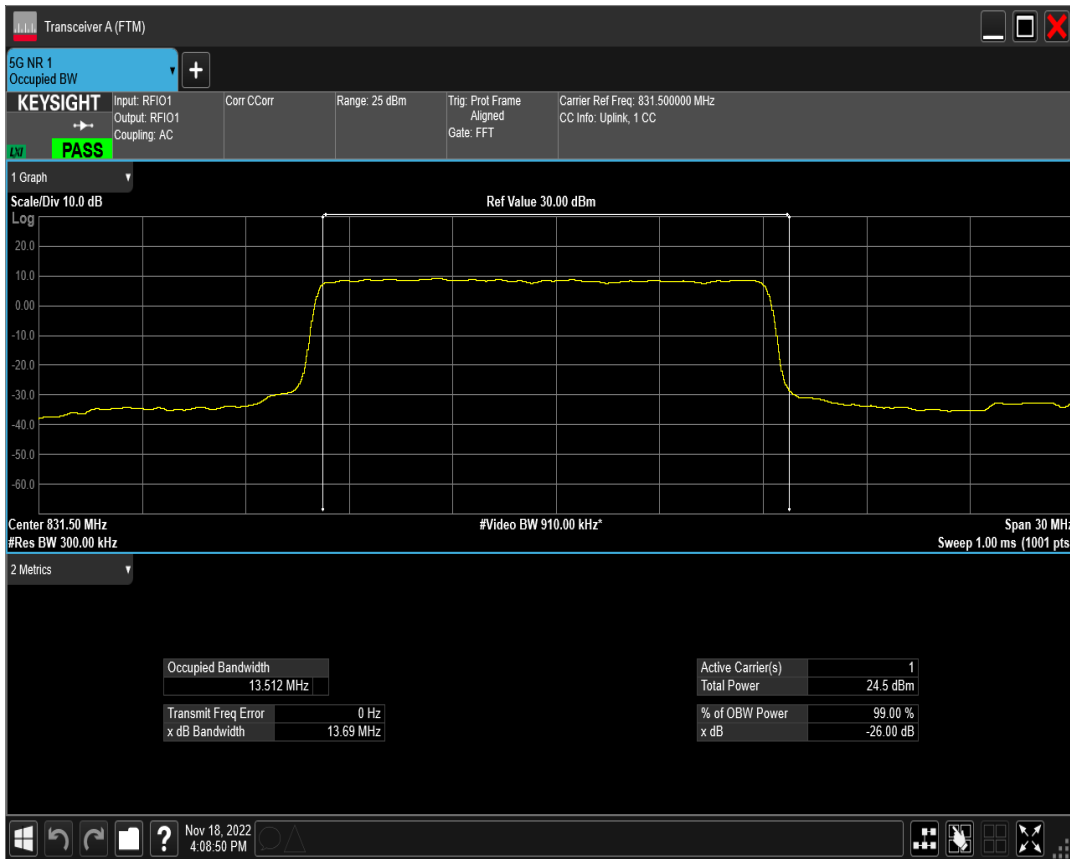 Transceiver A (FTM)
5G NR 1
Occupied BW
+
KEYSIGHT
LXI
PASS
Input: RFIO1
Output: RFIO1
Coupling: AC
Corr CCorr
Range: 25 dBm
Trig: Prot Frame
Aligned
Gate: FFT
Carrier Ref Freq: 831.500000 MHz
CC Info: Uplink, 1 CC
1 Graph
Scale/Div 10.0 dB
Ref Value 30.00 dBm
Log
20.0
10.0
0.00
-10.0
-20.0
-30.0
-40.0
-50.0
-60.0
Center 831.50 MHz
#Video BW 910.00 kHz*
Span 30 MHz
#Res BW 300.00 kHz
Sweep 1.00 ms (1001 pts
2 Metrics
Occupied Bandwidth
13.512 MHz
Transmit Freq Error 0 Hz
x dB Bandwidth 13.69 MHz
Active Carrier(s) 1
Total Power 24.5 dBm
% of OBW Power 99.00 %
x dB -26.00 dB
?
Nov 18, 2022
4:08:50 PM